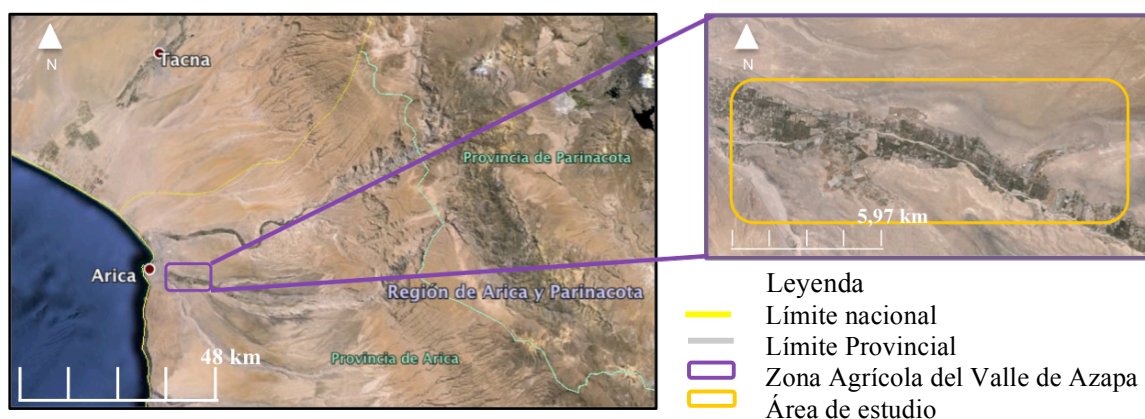 N
Tacna
Provincia de Parinacota
Arica
Región de Arica y Parinacota
Provincia de Arica
48 km
N
5,97 km
Leyenda
Límite nacional
Límite Provincial
Zona Agrícola del Valle de Azapa
Área de estudio